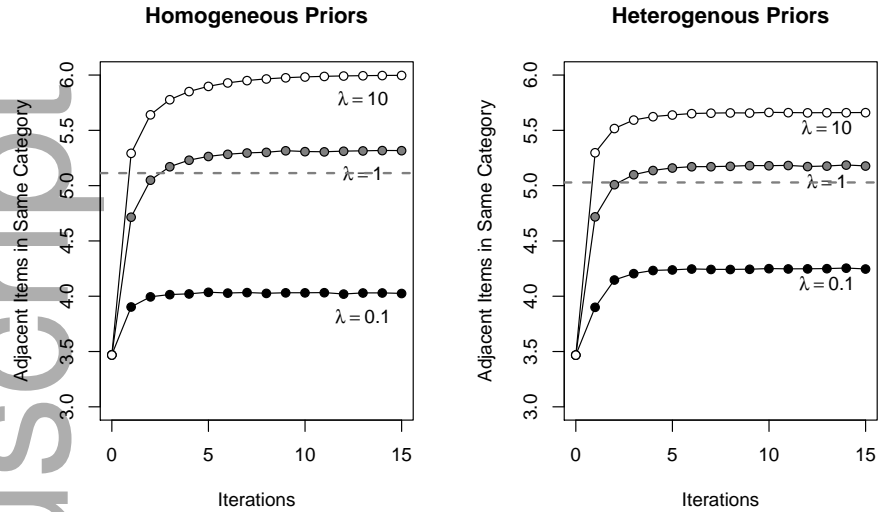 Homogeneous Priors
Adjacent Items in Same Category
6.0
5.5
5.0
4.5
4.0
3.5
3.0
λ = 10
λ = 1
λ = 0.1
0 5 10 15
Iterations
Heterogenous Priors
Adjacent Items in Same Category
6.0
5.5
5.0
4.5
4.0
3.5
3.0
λ = 10
λ = 1
λ = 0.1
0 5 10 15
Iterations
uscript